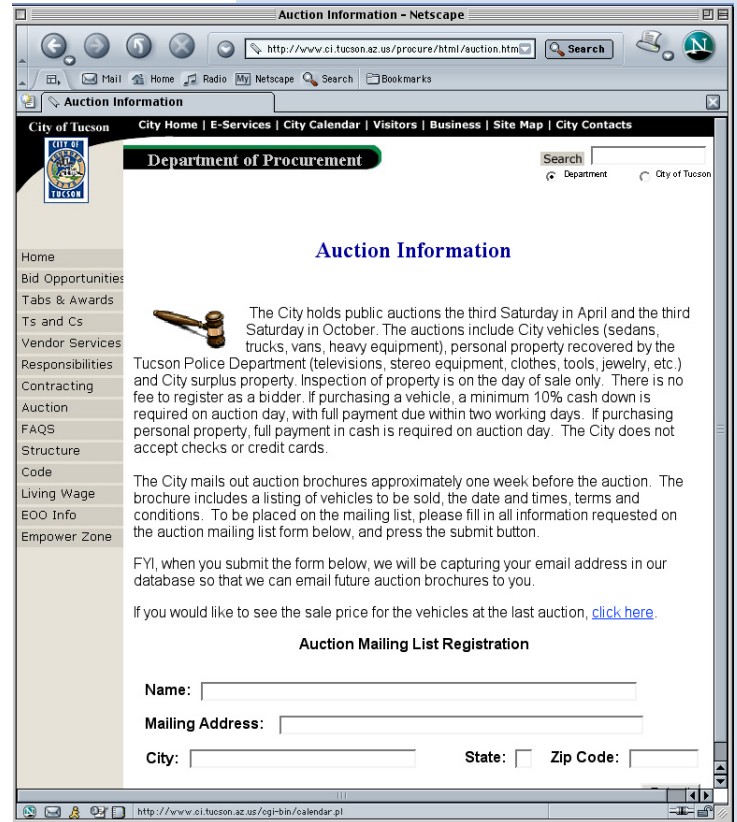 Auction Information - Netscape
http://www.ci.tucson.az.us/procure/html/auction.htm
Search
N
Mail Home Radio My Netscape Search Bookmarks
Auction Information
City of Tucson
City Home | E-Services | City Calendar | Visitors | Business | Site Map | City Contacts
CITY OF
TUCSON
Department of Procurement
Search
Department
City of Tucson
Home
Bid Opportunities
Tabs & Awards
Ts and Cs
Vendor Services
Responsibilities
Contracting
Auction
FAQS
Structure
Code
Living Wage
EOO Info
Empower Zone
Auction Information
The City holds public auctions the third Saturday in April and the third
Saturday in October. The auctions include City vehicles (sedans,
trucks, vans, heavy equipment), personal property recovered by the
Tucson Police Department (televisions, stereo equipment, clothes, tools, jewelry, etc.)
and City surplus property. Inspection of property is on the day of sale only. There is no
fee to register as a bidder. If purchasing a vehicle, a minimum 10% cash down is
required on auction day, with full payment due within two working days. If purchasing
personal property, full payment in cash is required on auction day. The City does not
accept checks or credit cards.
The City mails out auction brochures approximately one week before the auction. The
brochure includes a listing of vehicles to be sold, the date and times, terms and
conditions. To be placed on the mailing list, please fill in all information requested on
the auction mailing list form below, and press the submit button.
FYI, when you submit the form below, we will be capturing your email address in our
database so that we can email future auction brochures to you.
If you would like to see the sale price for the vehicles at the last auction, click here.
Auction Mailing List Registration
Name:
Mailing Address:
City:
State:
Zip Code:
http://www.ci.tucson.az.us/cgi-bin/calendar.pl